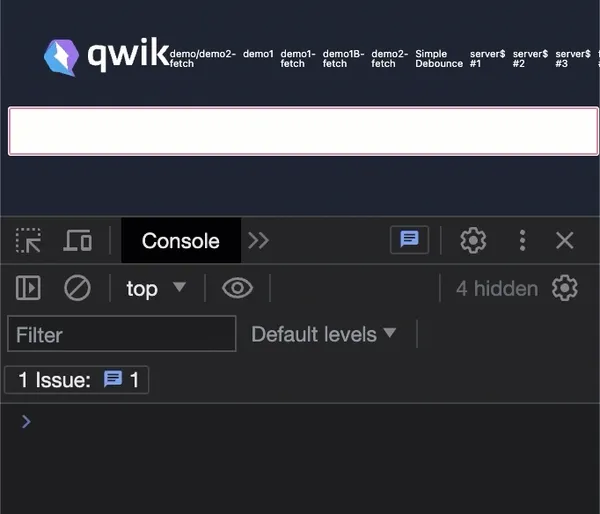 qwik
demo/demo2-
fetch
demo1
demo1-
fetch
demo1B-
fetch
demo2-
fetch
Simple
Debounce
server$
#1
server$
#2
server$
#3
Console
top
4 hidden
Filter
Default levels
1 Issue: 1